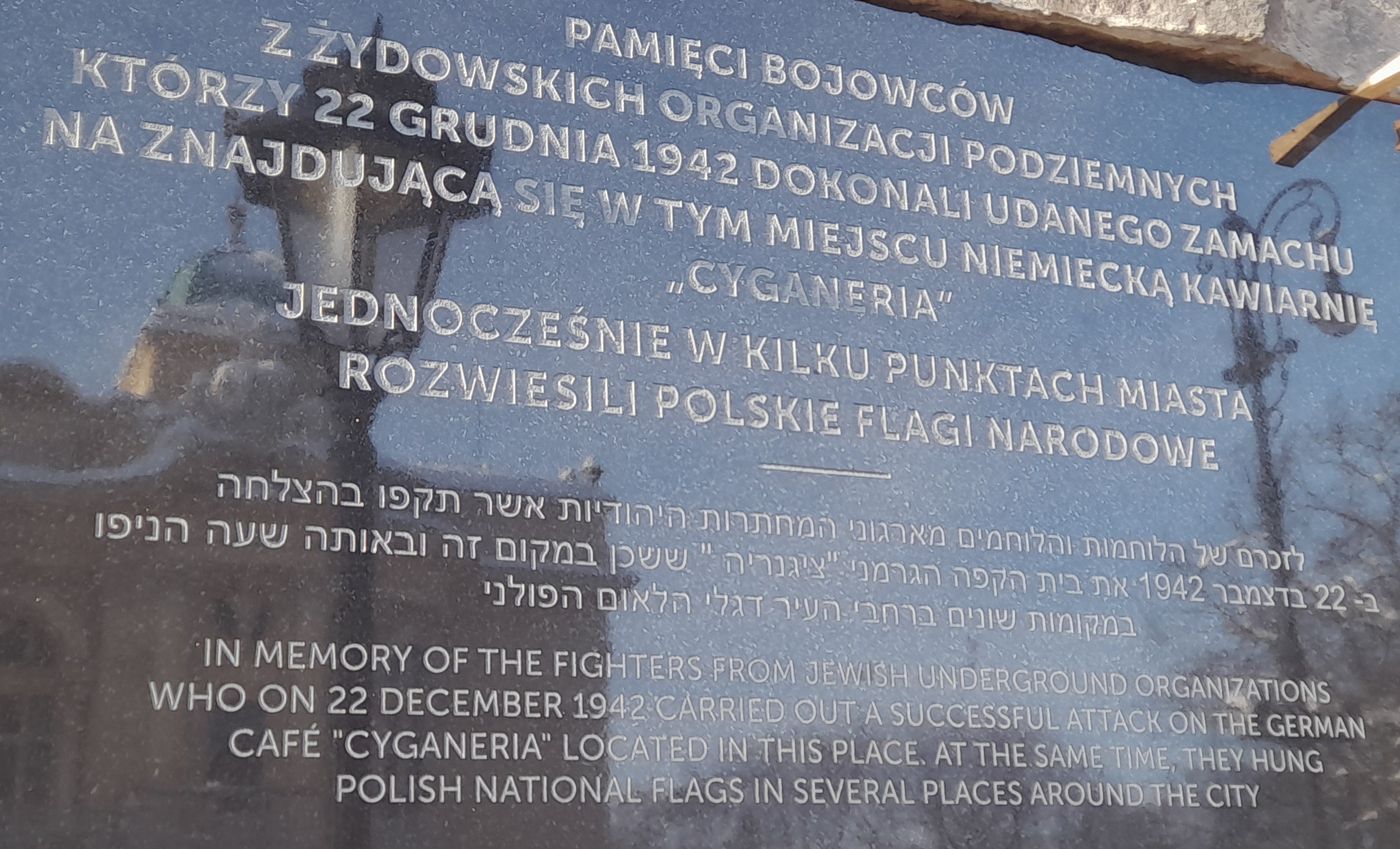 PAMIĘCI BOJOWCÓW
Z ŻYDOWSKICH ORGANIZACJI PODZIEMNYCH
KTÓRZY 22 GRUDNIA 1942 DOKONALI UDANEGO ZAMACHU
NA ZNAJDUJĄCĄ SIĘ W TYM MIEJSCU NIEMIECKĄ KAWIARNIĘ
„CYGANERIA”
JEDNOCZEŚNIE W KILKU PUNKTACH MIASTA
ROZWIESILI POLSKIE FLAGI NARODOWE
לזכרם של הלוחמות והלוחמים מארגוני המחתרות היהודיות אשר תקפו בהצלחה
ב- 22 בדצמבר 1942 את בית הקפה הגרמני "ציגנריה " ששכן במקום זה ובאותה שעה הניפו
במקומות שונים ברחבי העיר דגלי הלאום הפולני
IN MEMORY OF THE FIGHTERS FROM JEWISH UNDERGROUND ORGANIZATIONS
WHO ON 22 DECEMBER 1942 CARRIED OUT A SUCCESSFUL ATTACK ON THE GERMAN
CAFÉ "CYGANERIA" LOCATED IN THIS PLACE. AT THE SAME TIME, THEY HUNG
POLISH NATIONAL FLAGS IN SEVERAL PLACES AROUND THE CITY